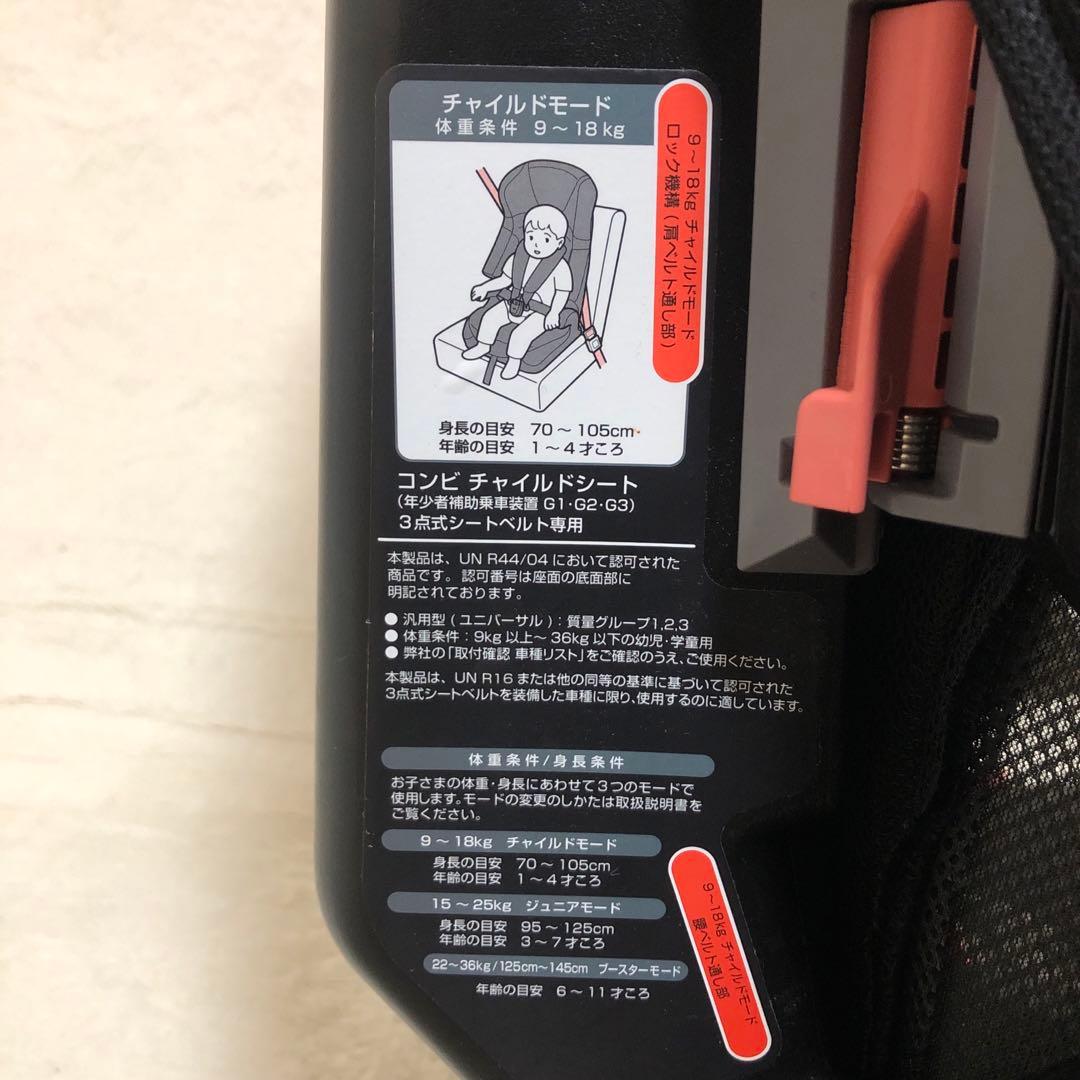 チャイルドモード
体重条件 9～18kg
9～18kg チャイルドモード
ロック機構(肩ベルト通し部)
身長の目安 70～105cm
年齢の目安 1～4才ころ
コンビ チャイルドシート
(年少者補助乗車装置 G1・G2・G3)
3点式シートベルト専用
本製品は、UN R44/04 において認可された
商品です。認可番号は座面の底面部に
明記されております。
● 汎用型(ユニバーサル):質量グループ1,2,3
● 体重条件:9kg以上～36kg以下の幼児・学童用
● 弊社の「取付確認 車種リスト」をご確認のうえ、ご使用ください。
本製品は、UN R16 または他の同等の基準に基づいて認可された
3点式シートベルトを装備した車種に限り、使用するのに適しています。
体重条件/身長条件
お子さまの体重・身長にあわせて3つのモードで
使用します。モードの変更のしかたは取扱説明書を
ご覧ください。
9～18kg チャイルドモード
身長の目安 70～105cm
年齢の目安 1～4才ころ
15～25kg ジュニアモード
身長の目安 95～125cm
年齢の目安 3～7才ころ
22～36kg/125cm～145cm ブースターモード
年齢の目安 6～11才ころ
9～18kg チャイルドモード
腰ベルト通し部